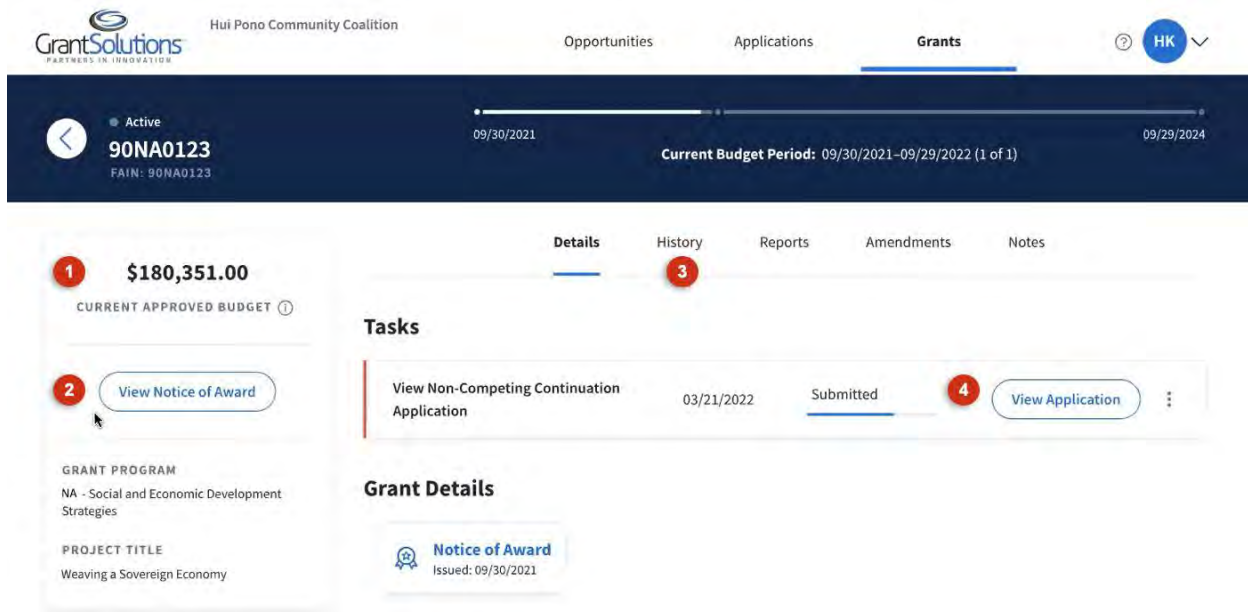 GrantSolutions
PARTNERS IN INNOVATION
Hui Pono Community Coalition
Opportunities
Applications
Grants
?
HK
Active
90NA0123
FAIN: 90NA0123
09/30/2021
09/29/2024
Current Budget Period: 09/30/2021–09/29/2022 (1 of 1)
1
$180,351.00
CURRENT APPROVED BUDGET i
2
View Notice of Award
GRANT PROGRAM
NA - Social and Economic Development
Strategies
PROJECT TITLE
Weaving a Sovereign Economy
Details
History
Reports
Amendments
Notes
3
Tasks
View Non-Competing Continuation
Application
03/21/2022
Submitted
4
View Application
Grant Details
Notice of Award
Issued: 09/30/2021